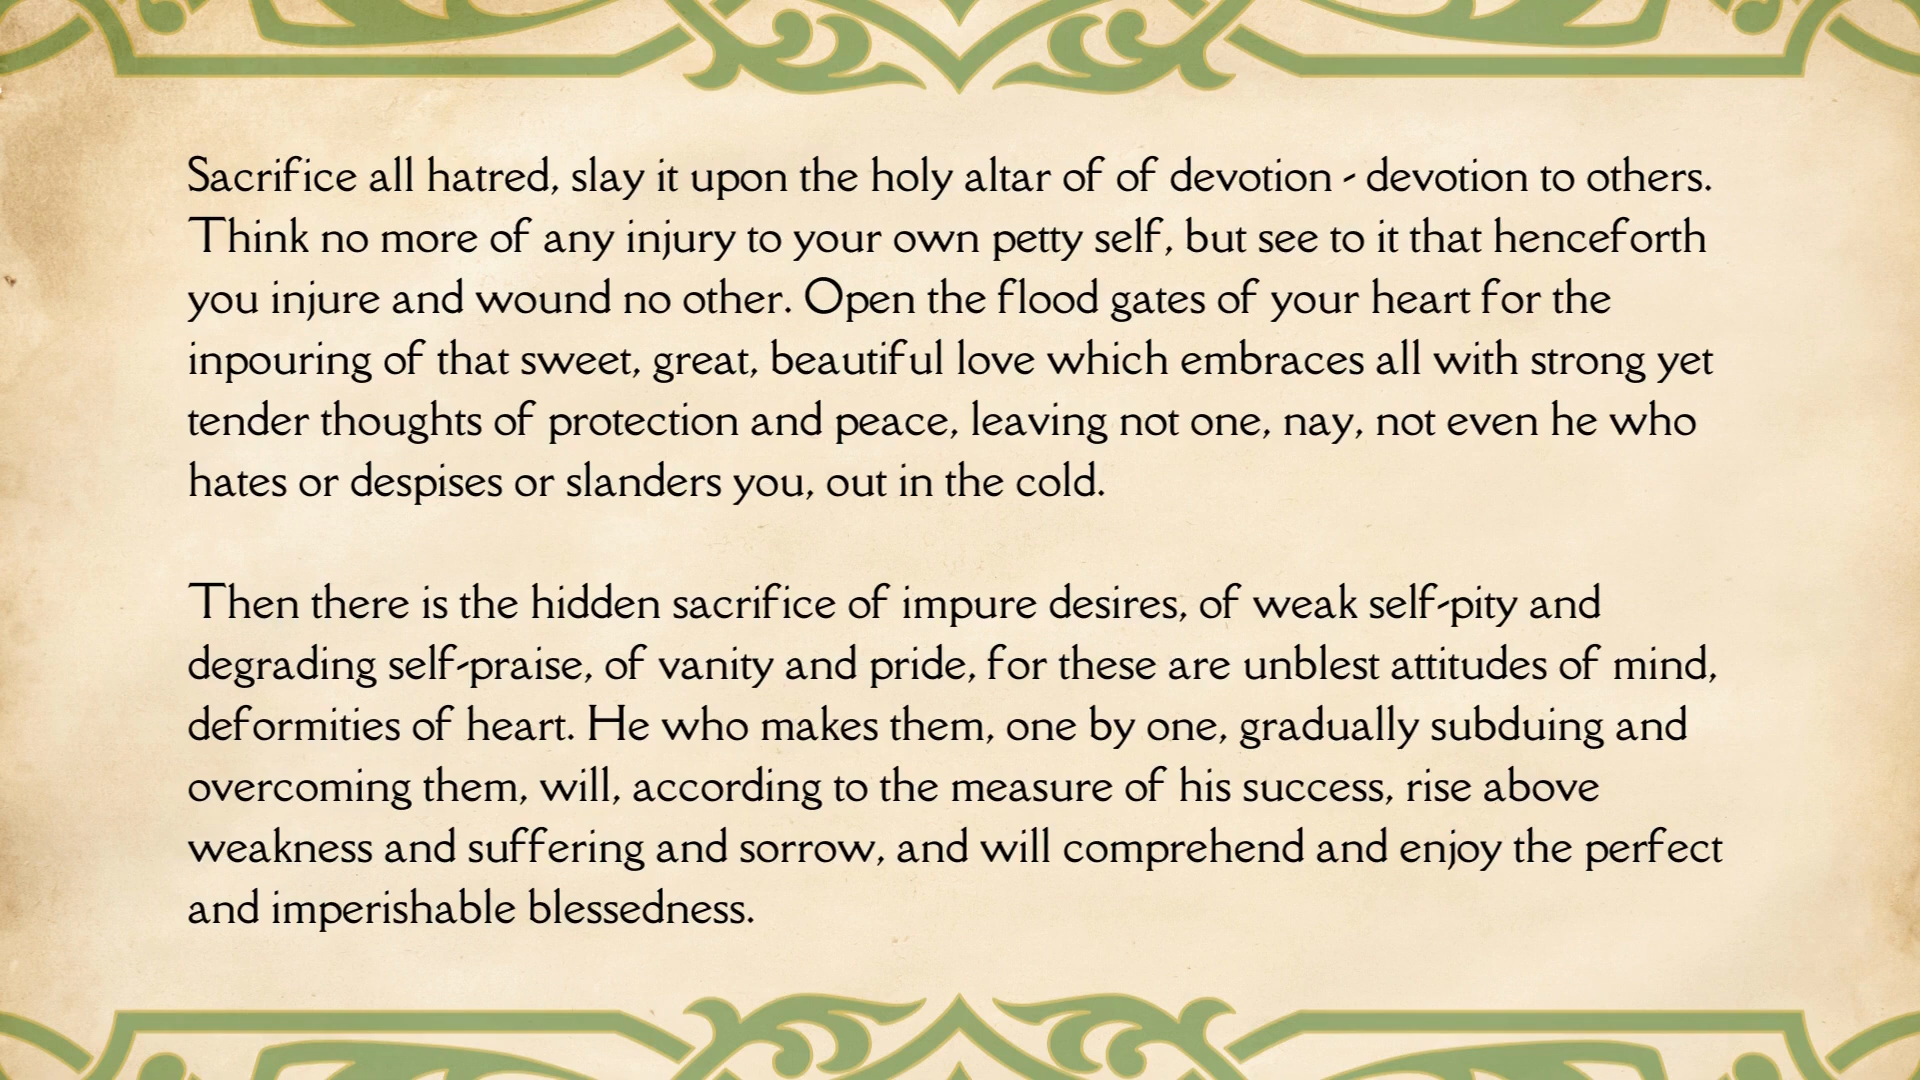 Sacrifice all hatred, slay it upon the holy altar of of devotion - devotion to others.
Think no more of any injury to your own petty self, but see to it that henceforth
you injure and wound no other. Open the flood gates of your heart for the
inpouring of that sweet, great, beautiful love which embraces all with strong yet
tender thoughts of protection and peace, leaving not one, nay, not even he who
hates or despises or slanders you, out in the cold.
Then there is the hidden sacrifice of impure desires, of weak self-pity and
degrading self-praise, of vanity and pride, for these are unblest attitudes of mind,
deformities of heart. He who makes them, one by one, gradually subduing and
overcoming them, will, according to the measure of his success, rise above
weakness and suffering and sorrow, and will comprehend and enjoy the perfect
and imperishable blessedness.